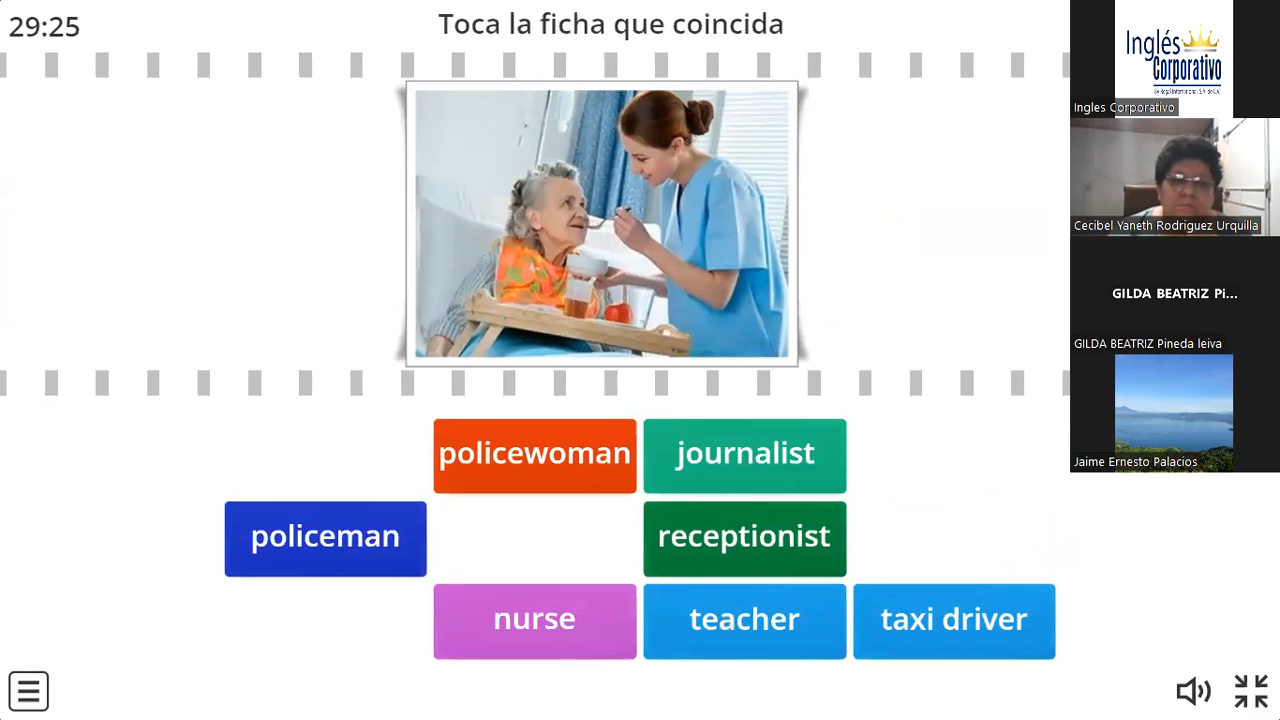 29:25
Toca la ficha que coincida
Inglés
Corporativo
Ingles Corporativo
Cecibel Yaneth Rodriguez Urquilla
GILDA BEATRIZ Pi...
GILDA BEATRIZ Pineda leiva
Jaime Ernesto Palacios
policewoman
journalist
policeman
receptionist
nurse
teacher
taxi driver